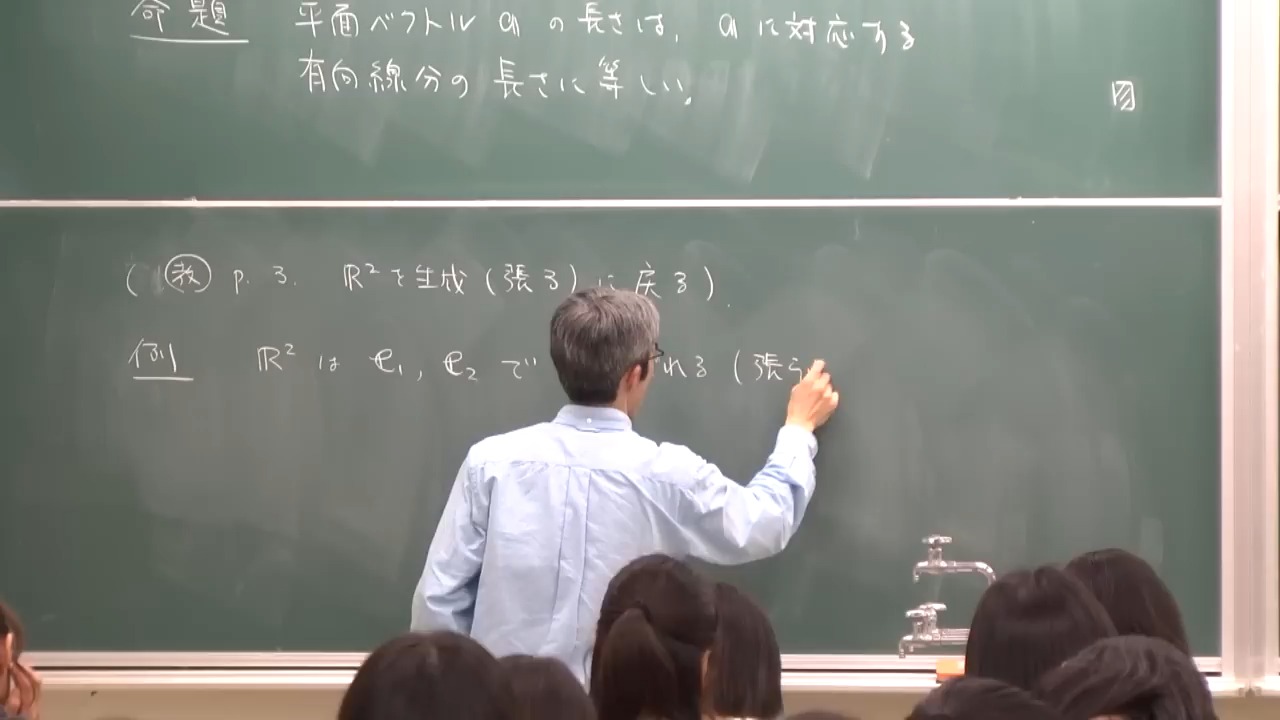 命題 平面ベクトル a の長さは, a に対応する
有向線分の長さに等しい.
(教 p.3. R² を生成(張る)に戻る).
例 R² は e₁, e₂ で れる (張ら